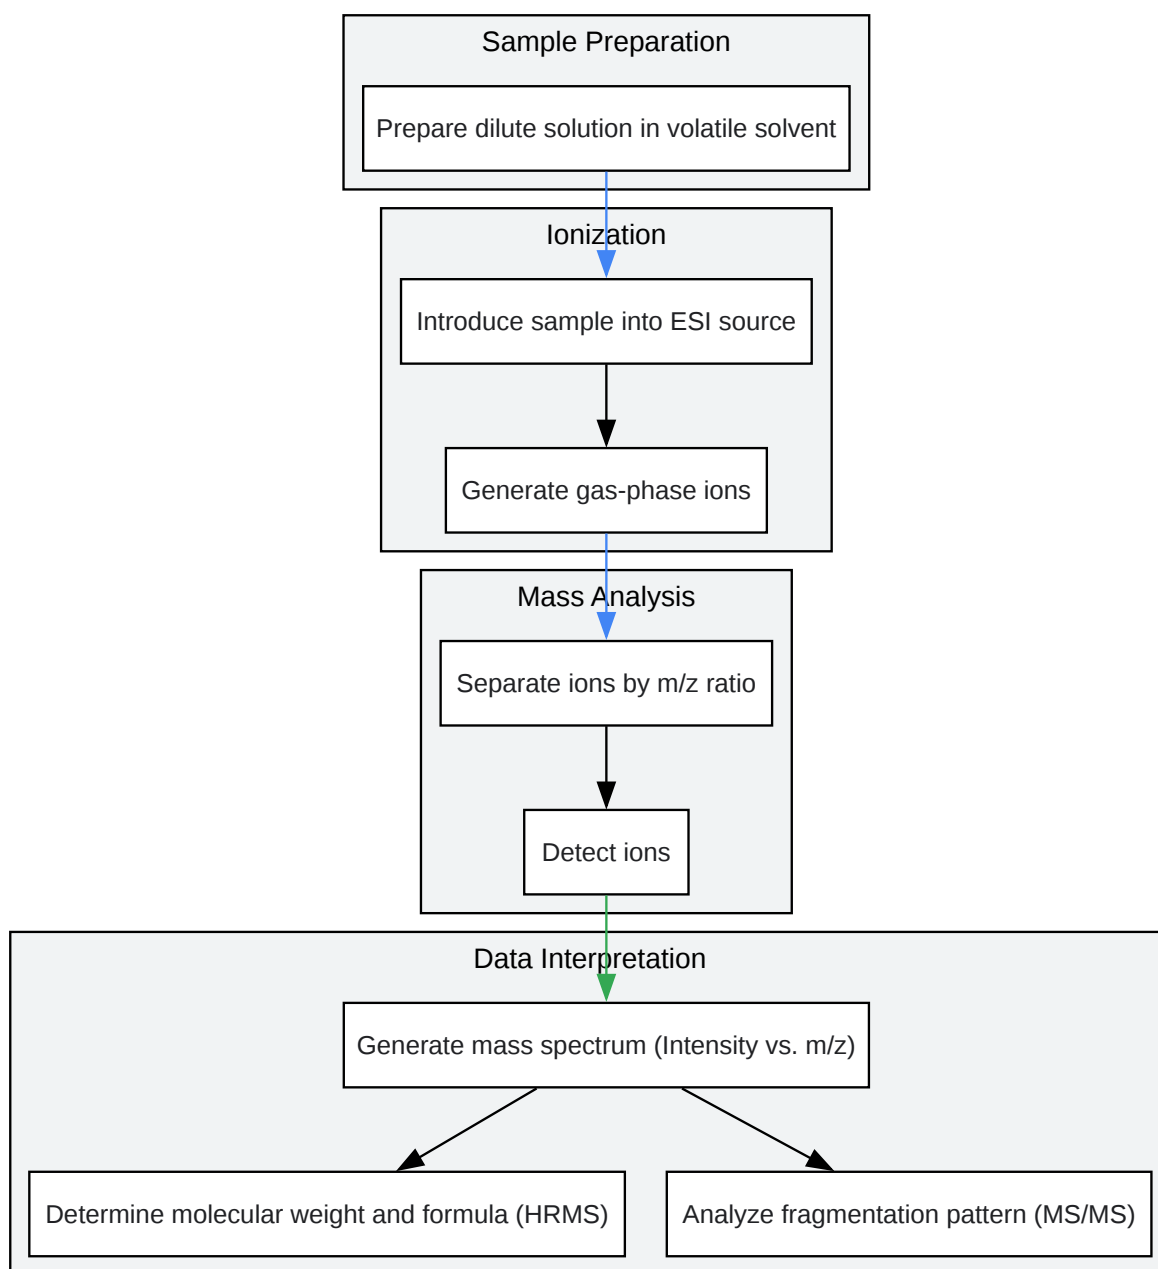 Sample Preparation
Prepare dilute solution in volatile solvent
Ionization
Introduce sample into ESI source
Generate gas-phase ions
Mass Analysis
Separate ions by m/z ratio
Detect ions
Data Interpretation
Generate mass spectrum (Intensity vs. m/z)
Determine molecular weight and formula (HRMS)
Analyze fragmentation pattern (MS/MS)